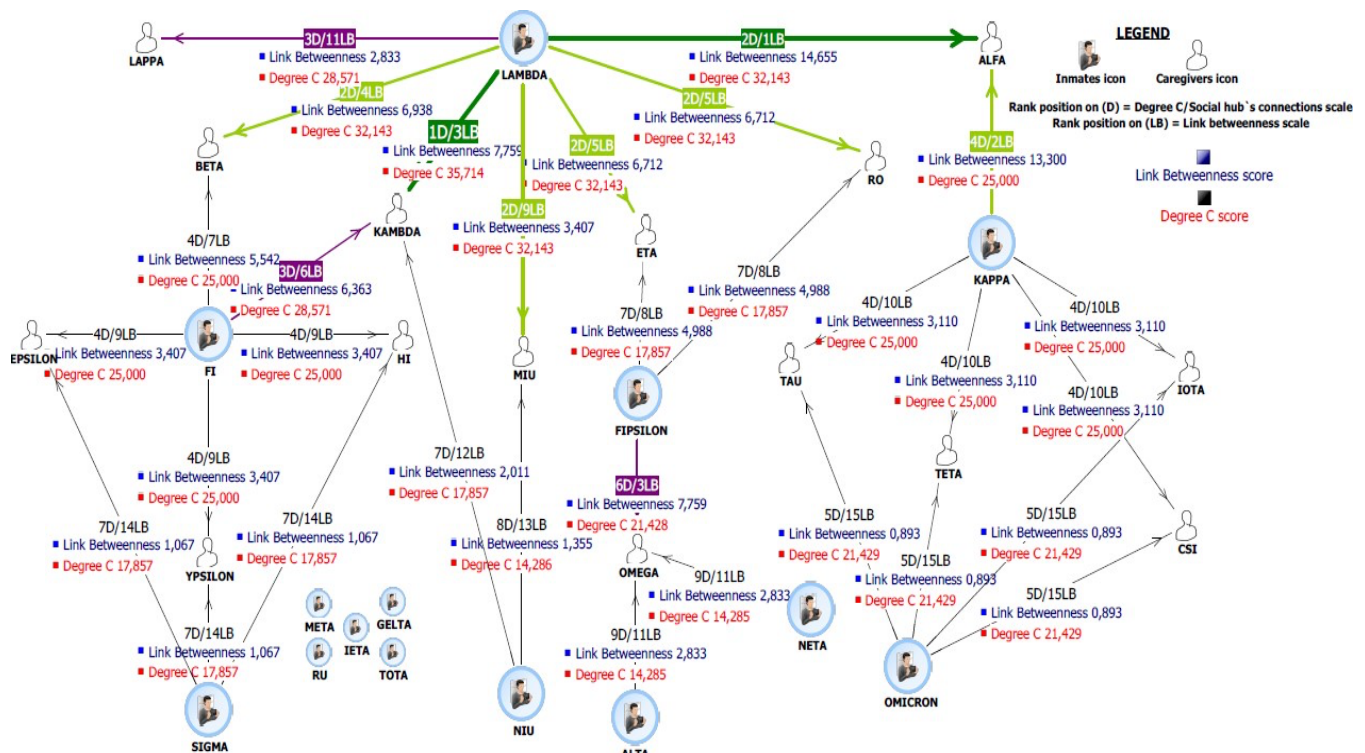 3D/11LB
2D/1LB
LEGEND
LAPPA
Link Betweenness 2,833
Degree C 28,571
LAMBDA
Link Betweenness 14,655
Degree C 32,143
ALFA
Inmates icon
Caregivers icon
2D/4LB
Link Betweenness 6,938
Degree C 32,143
2D/5LB
Link Betweenness 6,712
Degree C 32,143
Rank position on (D) = Degree C/Social hub`s connections scale
Rank position on (LB) = Link betweenness scale
1D/3LB
Link Betweenness 7,759
Degree C 35,714
2D/5LB
Link Betweenness 6,712
Degree C 32,143
4D/2LB
Link Betweenness 13,300
Degree C 25,000
BETA
RO
Link Betweenness score
Degree C score
2D/9LB
Link Betweenness 3,407
Degree C 32,143
KAMBDA
ETA
KAPPA
4D/7LB
Link Betweenness 5,542
Degree C 25,000
3D/6LB
Link Betweenness 6,363
Degree C 28,571
7D/8LB
Link Betweenness 4,988
Degree C 17,857
7D/8LB
Link Betweenness 4,988
Degree C 17,857
4D/10LB
Link Betweenness 3,110
Degree C 25,000
4D/10LB
Link Betweenness 3,110
Degree C 25,000
4D/9LB
4D/9LB
EPSILON
Link Betweenness 3,407
Degree C 25,000
FI
Link Betweenness 3,407
Degree C 25,000
HI
MIU
TAU
4D/10LB
Link Betweenness 3,110
Degree C 25,000
4D/10LB
Link Betweenness 3,110
Degree C 25,000
IOTA
FIPSILON
4D/9LB
Link Betweenness 3,407
Degree C 25,000
7D/12LB
Link Betweenness 2,011
Degree C 17,857
6D/3LB
Link Betweenness 7,759
Degree C 21,428
TETA
7D/14LB
Link Betweenness 1,067
Degree C 17,857
7D/14LB
Link Betweenness 1,067
Degree C 17,857
8D/13LB
Link Betweenness 1,355
Degree C 14,286
5D/15LB
Link Betweenness 0,893
Degree C 21,429
5D/15LB
Link Betweenness 0,893
Degree C 21,429
CSI
YPSILON
OMEGA
9D/11LB
Link Betweenness 2,833
Degree C 14,285
5D/15LB
Link Betweenness 0,893
Degree C 21,429
5D/15LB
Link Betweenness 0,893
Degree C 21,429
META
GELTA
IETA
RU
TOTA
7D/14LB
Link Betweenness 1,067
Degree C 17,857
9D/11LB
Link Betweenness 2,833
Degree C 14,285
NETA
OMICRON
SIGMA
NIU
ALTA